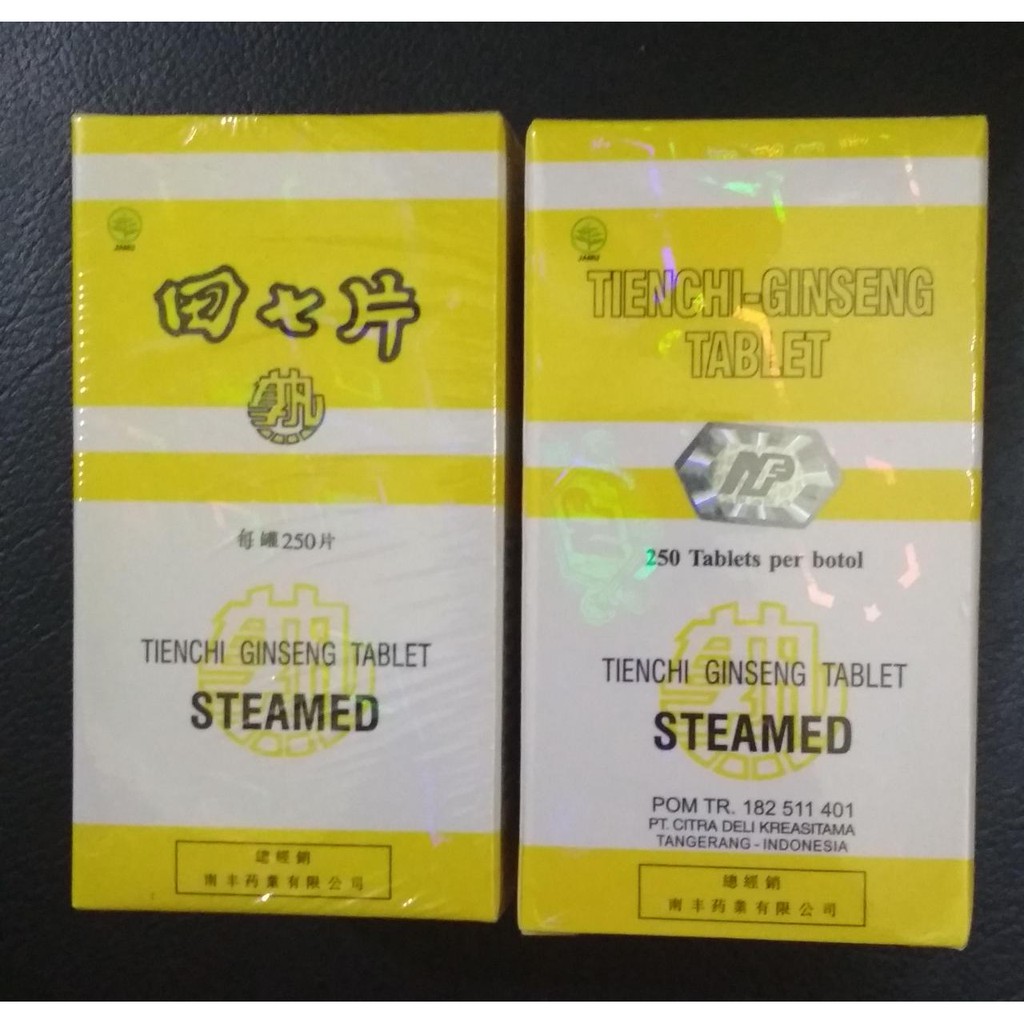 JAMU
田七片
每罐250片
TIENCHI GINSENG TABLET
STEAMED
總經銷
南丰药業有限公司
JAMU
TIENCHI-GINSENG
TABLET
NF
250 Tablets per botol
TIENCHI GINSENG TABLET
STEAMED
POM TR. 182 511 401
PT. CITRA DELI KREASITAMA
TANGERANG - INDONESIA
總經銷
南丰药業有限公司